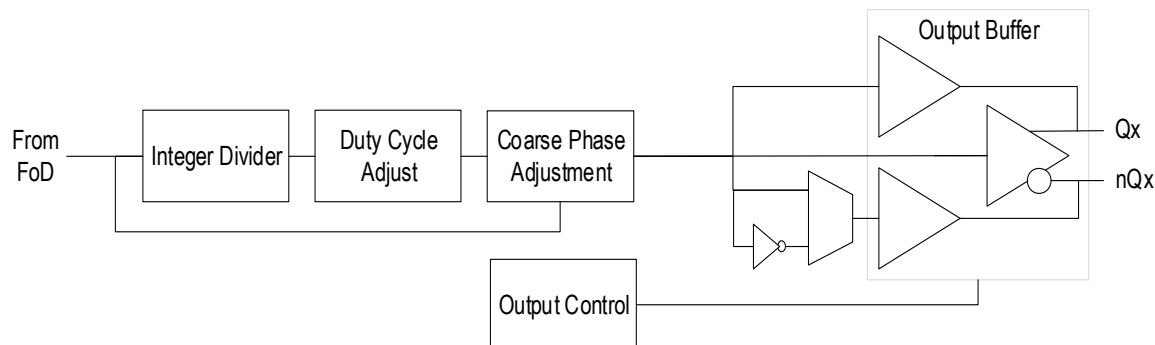 Output Buffer
From
FoD
Integer Divider
Duty Cycle
Adjust
Coarse Phase
Adjustment
Qx
nQx
Output Control